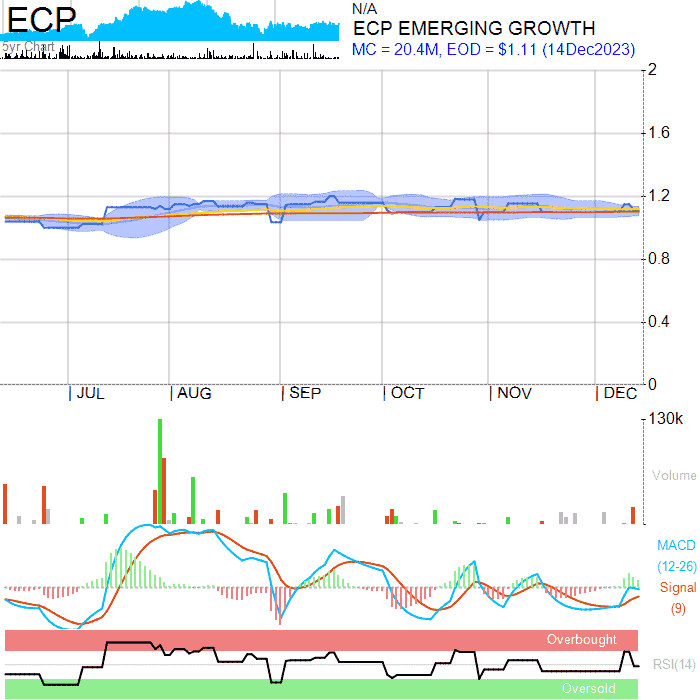 ECP
5yr Chart
N/A
ECP EMERGING GROWTH
MC = 20.4M, EOD = $1.11 (14Dec2023)
2
1.6
1.2
0.8
0.4
0
JUL AUG SEP OCT NOV DEC
130k
Volume
MACD
(12-26)
Signal
(9)
Overbought
RSI(14)
Oversold